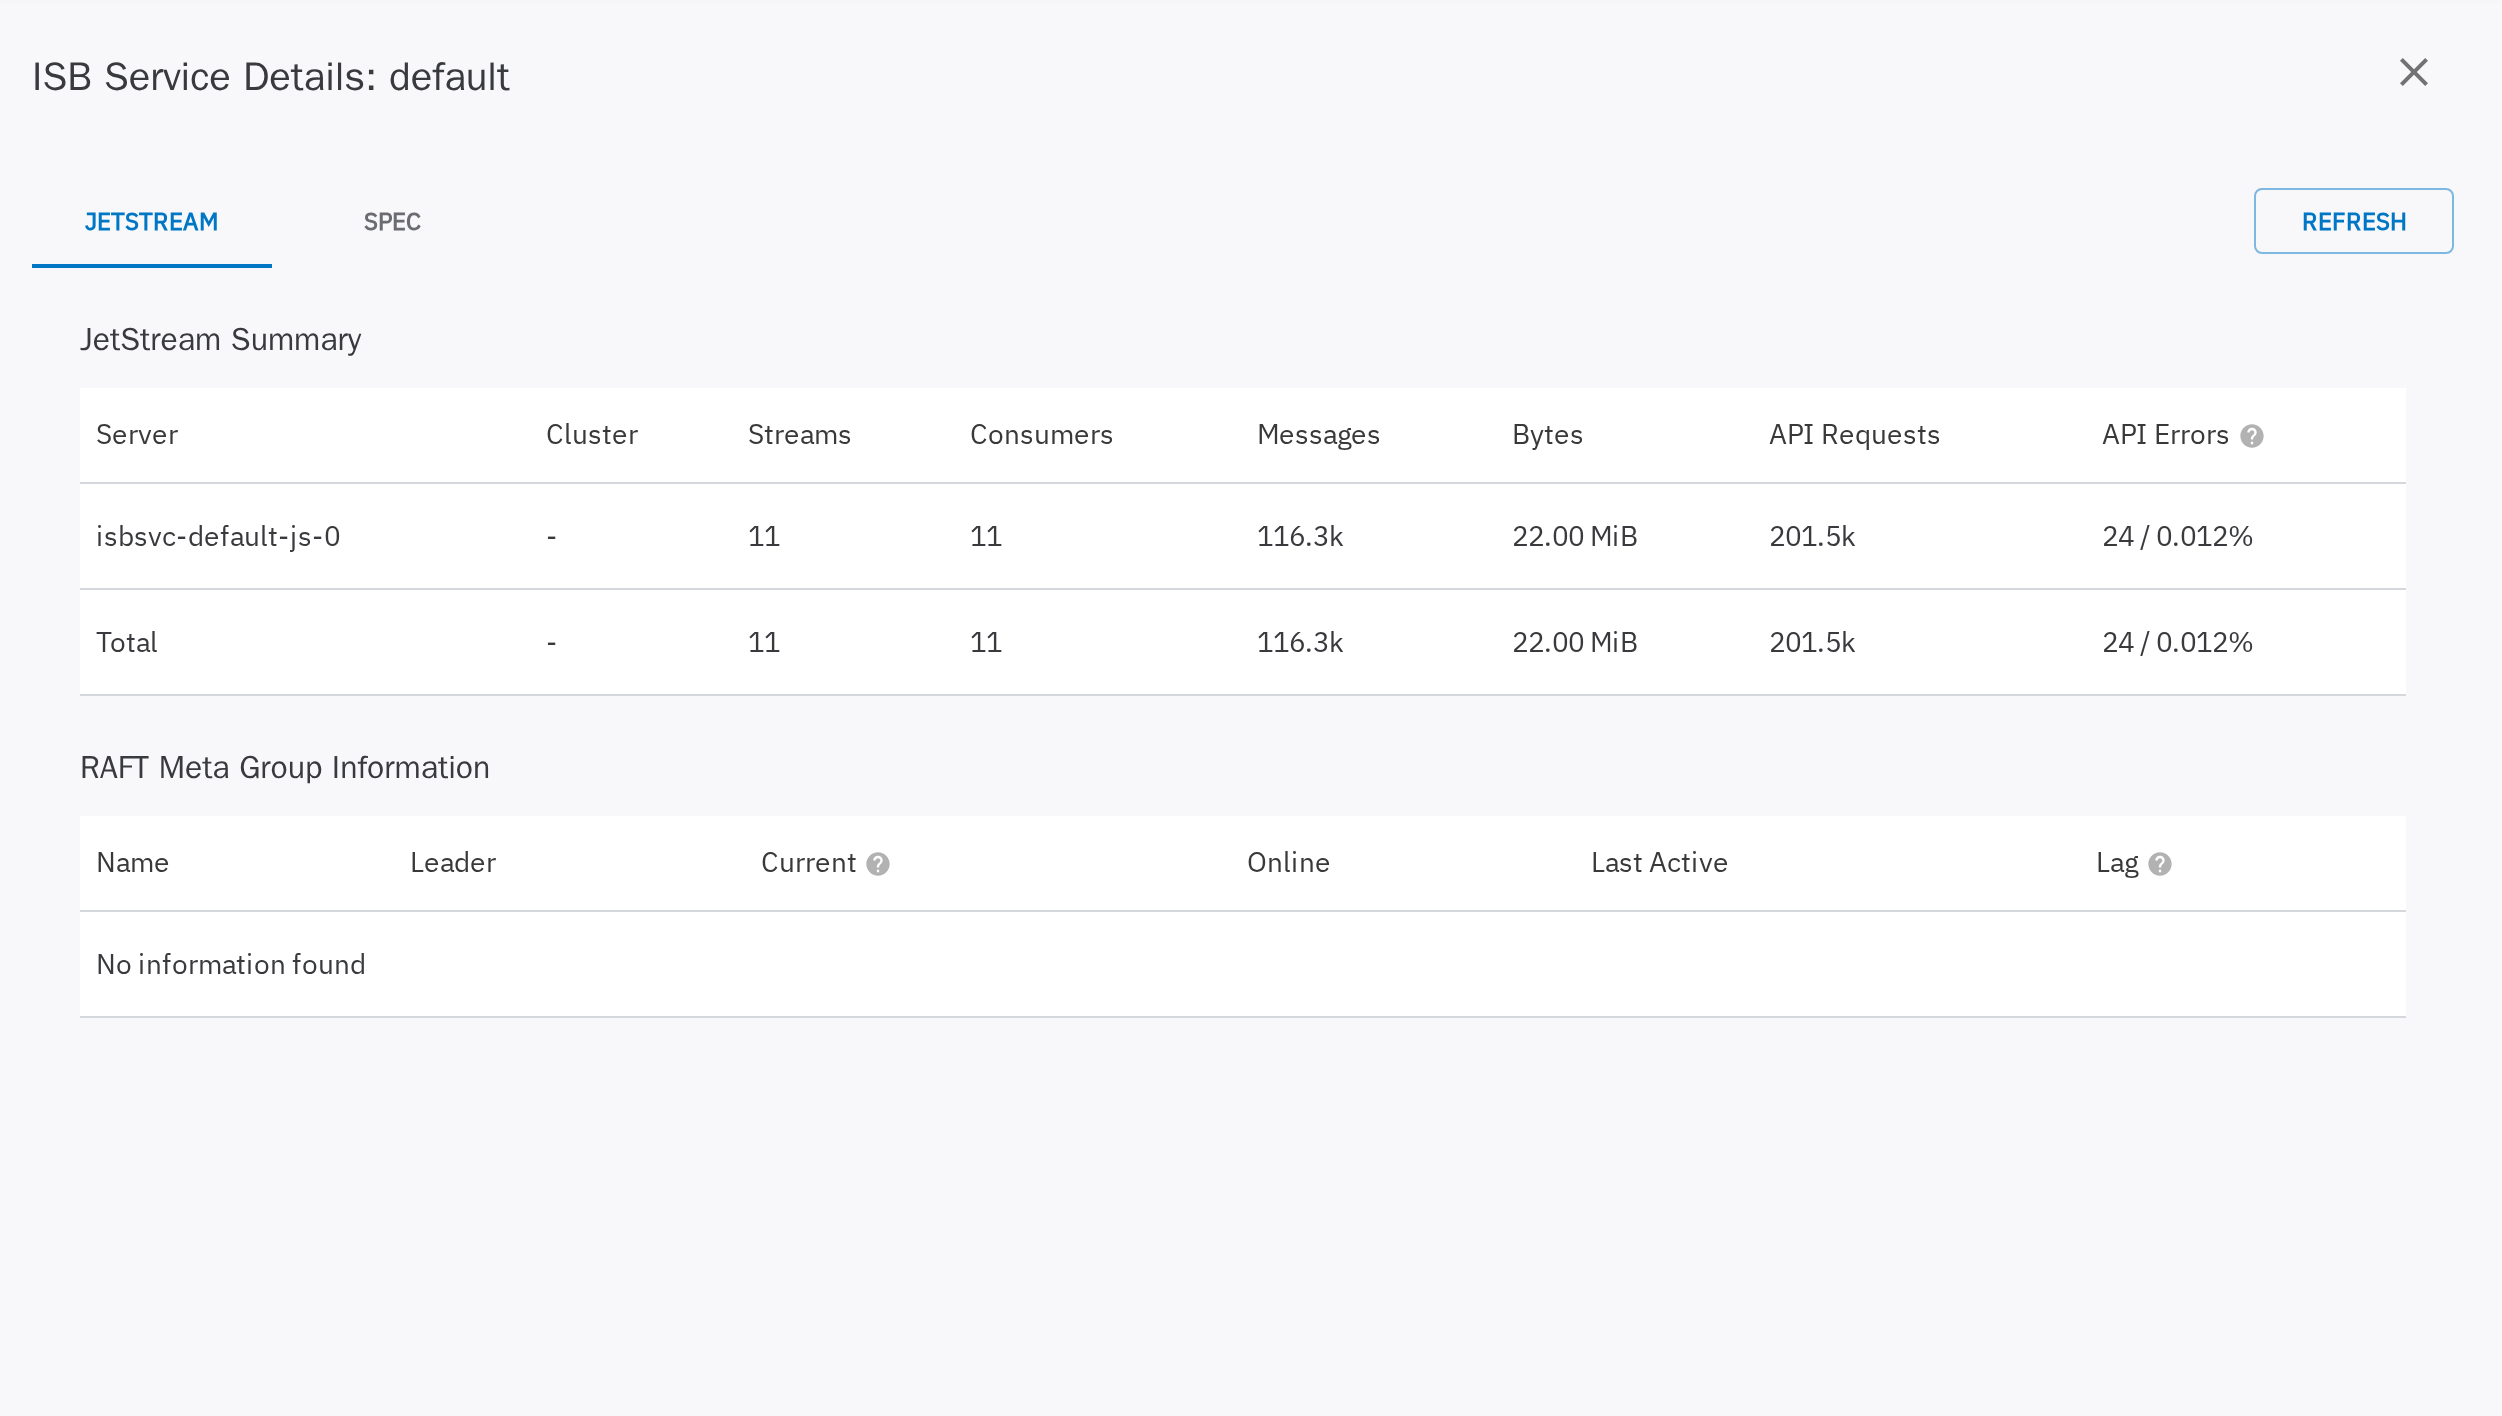 ISB Service Details: default
JETSTREAM SPEC REFRESH
JetStream Summary
Server Cluster Streams Consumers Messages Bytes API Requests API Errors ?
isbsvc-default-js-0 - 11 11 116.3k 22.00 MiB 201.5k 24 / 0.012%
Total - 11 11 116.3k 22.00 MiB 201.5k 24 / 0.012%
RAFT Meta Group Information
Name Leader Current ? Online Last Active Lag ?
No information found